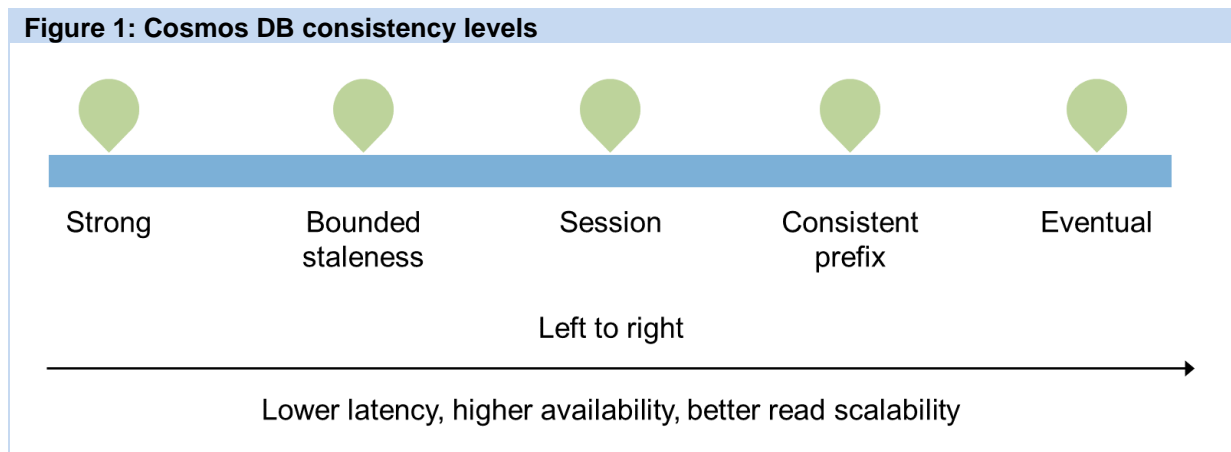 Figure 1: Cosmos DB consistency levels
Strong
Bounded
staleness
Session
Consistent
prefix
Eventual
Left to right
Lower latency, higher availability, better read scalability